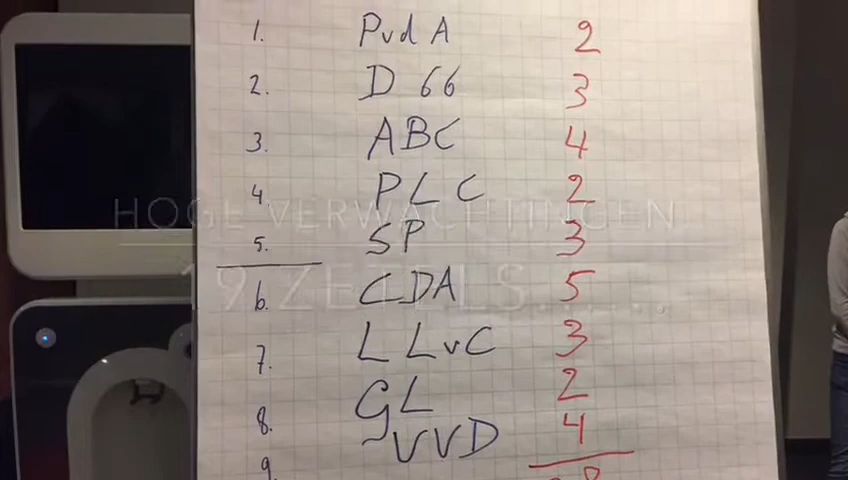 1. PvdA 2
2. D 66 3
3. ABC 4
4. PLC 2
HOGE VERWACHTINGEN
5. SP 3
19 ZETELS......
6. CDA 5
7. LLvC 3
8. GL 2
9. VVD 4